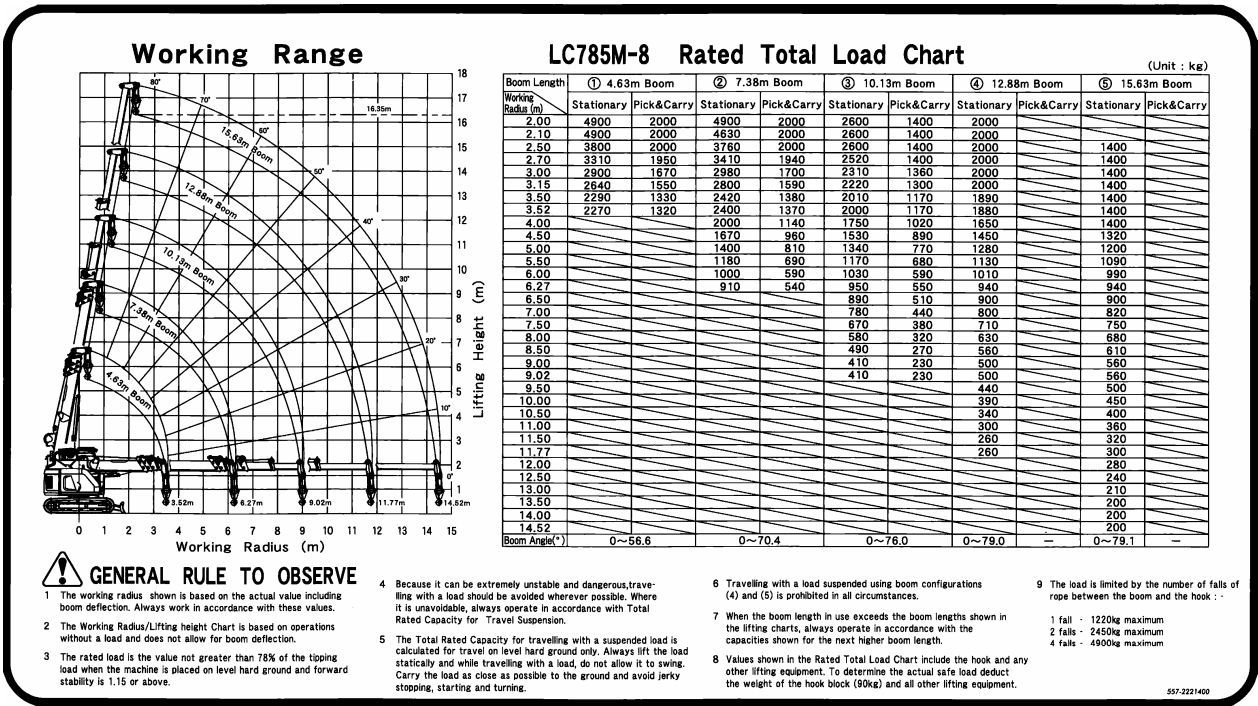 Working Range
18
17
16
15
14
13
12
11
10
9
8
7
6
5
4
3
2
1
Lifting Height (m)
80°
70°
60°
50°
40°
30°
20°
10°
0°
16.35m
15.63m Boom
12.88m Boom
10.13m Boom
7.38m Boom
4.63m Boom
3.52m 6.27m 9.02m 11.77m 14.52m
0 1 2 3 4 5 6 7 8 9 10 11 12 13 14 15
Working Radius (m)
LC785M-8 Rated Total Load Chart
(Unit : kg)
Boom Length ① 4.63m Boom ② 7.38m Boom ③ 10.13m Boom ④ 12.88m Boom ⑤ 15.63m Boom
Working Radius (m) Stationary Pick&Carry Stationary Pick&Carry Stationary Pick&Carry Stationary Pick&Carry Stationary Pick&Carry
2.00 4900 2000 4900 2000 2600 1400 2000
2.10 4900 2000 4630 2000 2600 1400 2000
2.50 3800 2000 3760 2000 2600 1400 2000 1400
2.70 3310 1950 3410 1940 2520 1400 2000 1400
3.00 2900 1670 2980 1700 2310 1360 2000 1400
3.15 2640 1550 2800 1590 2220 1300 2000 1400
3.50 2290 1330 2420 1380 2010 1170 1890 1400
3.52 2270 1320 2400 1370 2000 1170 1880 1400
4.00 2000 1140 1750 1020 1650 1400
4.50 1670 960 1530 890 1450 1320
5.00 1400 810 1340 770 1280 1200
5.50 1180 690 1170 680 1130 1090
6.00 1000 590 1030 590 1010 990
6.27 910 540 950 550 940 940
6.50 890 510 900 900
7.00 780 440 800 820
7.50 670 380 710 750
8.00 580 320 630 680
8.50 490 270 560 610
9.00 410 230 500 560
9.02 410 230 500 560
9.50 440 500
10.00 390 450
10.50 340 400
11.00 300 360
11.50 260 320
11.77 260 300
12.00 280
12.50 240
13.00 210
13.50 200
14.00 200
14.52 200
Boom Angle(°) 0~56.6 0~70.4 0~76.0 0~79.0 － 0~79.1 －
GENERAL RULE TO OBSERVE
1 The working radius shown is based on the actual value including
boom deflection. Always work in accordance with these values.
2 The Working Radius/Lifting height Chart is based on operations
without a load and does not allow for boom deflection.
3 The rated load is the value not greater than 78% of the tipping
load when the machine is placed on level hard ground and forward
stability is 1.15 or above.
4 Because it can be extremely unstable and dangerous,trave-
lling with a load should be avoided wherever possible. Where
it is unavoidable, always operate in accordance with Total
Rated Capacity for Travel Suspension.
5 The Total Rated Capacity for travelling with a suspended load is
calculated for travel on level hard ground only. Always lift the load
statically and while travelling with a load, do not allow it to swing.
Carry the load as close as possible to the ground and avoid jerky
stopping, starting and turning.
6 Travelling with a load suspended using boom configurations
(4) and (5) is prohibited in all circumstances.
7 When the boom length in use exceeds the boom lengths shown in
the lifting charts, always operate in accordance with the
capacities shown for the next higher boom length.
8 Values shown in the Rated Total Load Chart include the hook and any
other lifting equipment. To determine the actual safe load deduct
the weight of the hook block (90kg) and all other lifting equipment.
9 The load is limited by the number of falls of
rope between the boom and the hook : -
1 fall - 1220kg maximum
2 falls - 2450kg maximum
4 falls - 4900kg maximum
557-2221400